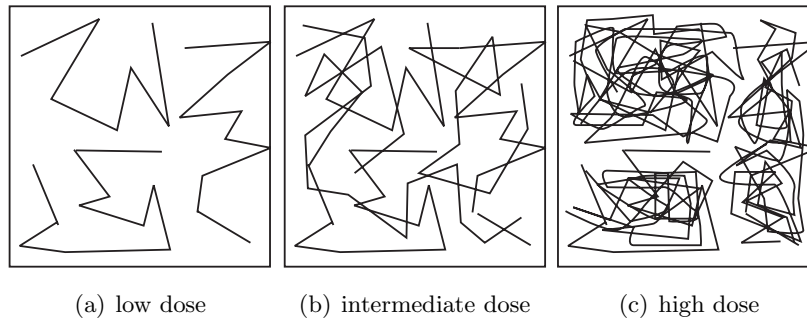 (a) low dose
(b) intermediate dose
(c) high dose